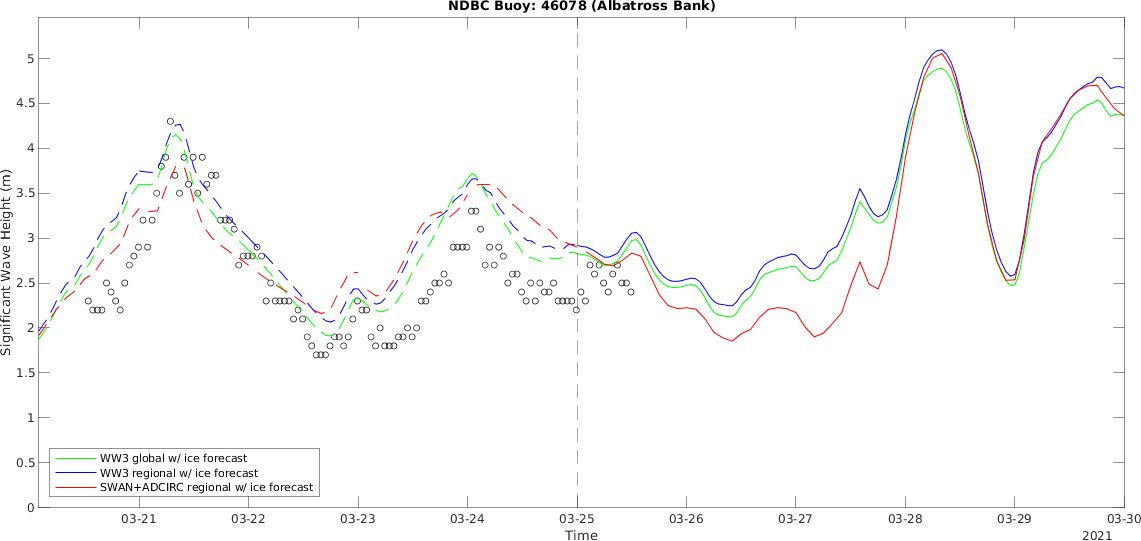 NDBC Buoy: 46078 (Albatross Bank)
Significant Wave Height (m)
5
4.5
4
3.5
3
2.5
2
1.5
1
0.5
0
WW3 global w/ ice forecast
WW3 regional w/ ice forecast
SWAN+ADCIRC regional w/ ice forecast
03-21 03-22 03-23 03-24 03-25 03-26 03-27 03-28 03-29 03-30
Time
2021